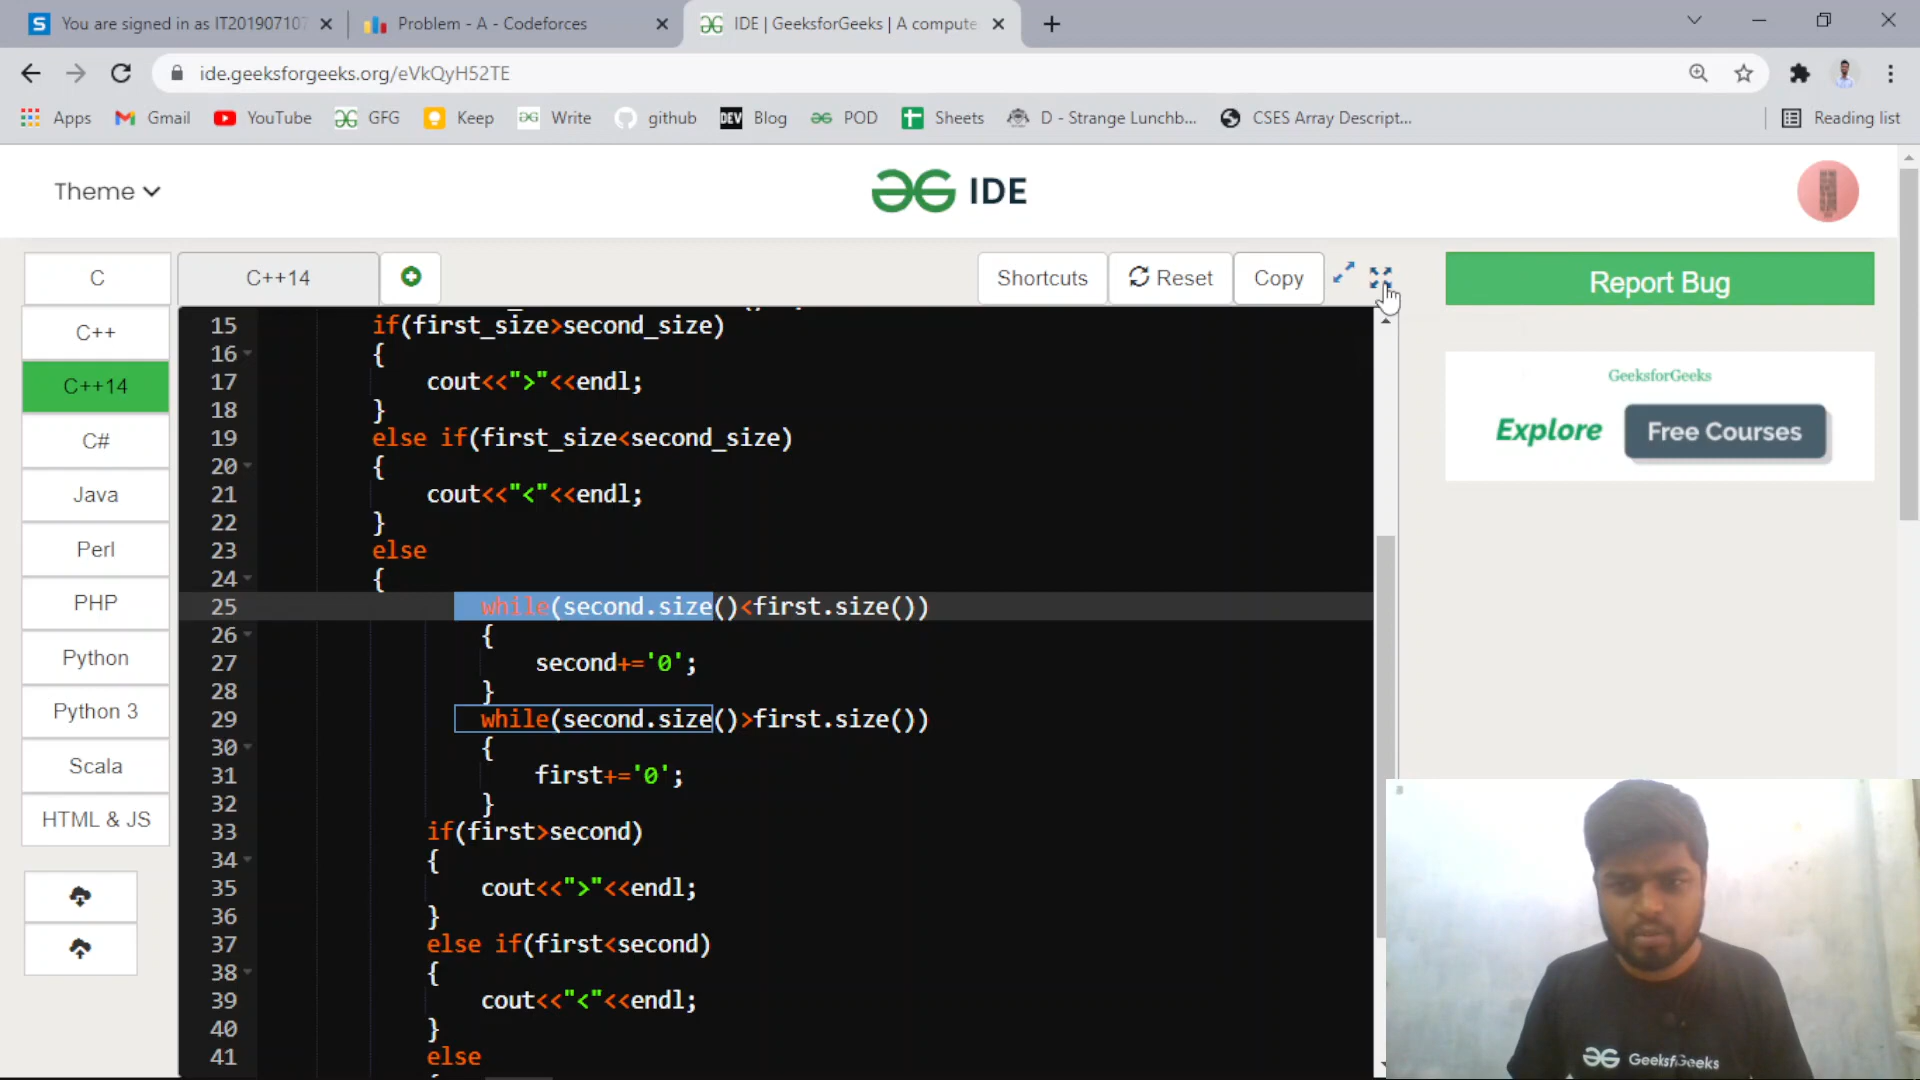 You are signed in as IT201907107
Problem - A - Codeforces
IDE | GeeksforGeeks | A compute
ide.geeksforgeeks.org/eVkQyH52TE
Apps
Gmail
YouTube
GFG
Keep
Write
github
DEV Blog
POD
Sheets
D - Strange Lunchb...
CSES Array Descript...
Reading list
Theme
IDE
C
C++14
Shortcuts
Reset
Copy
Report Bug
C++
C++14
C#
Java
Perl
PHP
Python
Python 3
Scala
HTML & JS
15 if(first_size>second_size)
16 {
17 cout<<">"<<endl;
18 }
19 else if(first_size<second_size)
20 {
21 cout<<"<"<<endl;
22 }
23 else
24 {
25 while(second.size()<first.size())
26 {
27 second+='0';
28 }
29 while(second.size()>first.size())
30 {
31 first+='0';
32 }
33 if(first>second)
34 {
35 cout<<">"<<endl;
36 }
37 else if(first<second)
38 {
39 cout<<"<"<<endl;
40 }
41 else
GeeksforGeeks
Explore Free Courses
GeeksforGeeks